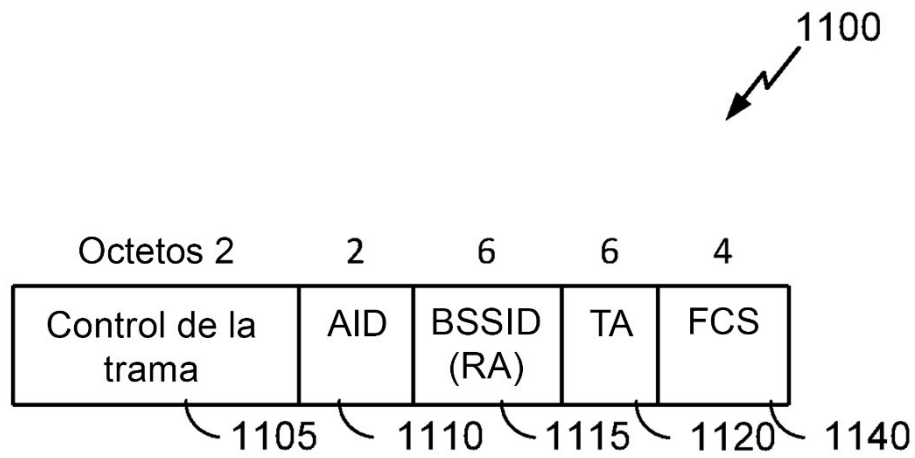 1100
Octetos 2 2 6 6 4
Control de la trama AID BSSID (RA) TA FCS
1105 1110 1115 1120 1140